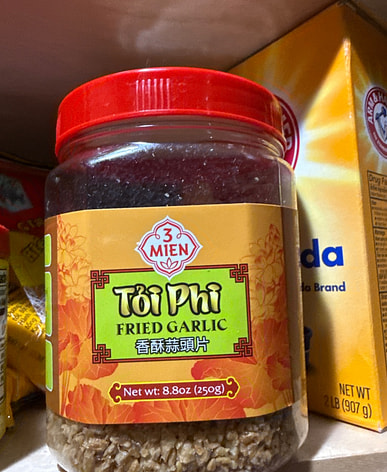 3
MIEN
Tỏi Phi
FRIED GARLIC
香酥蒜頭片
Net wt: 8.8oz (250g)
da
Brand
NET WT
2 LB (907 g)